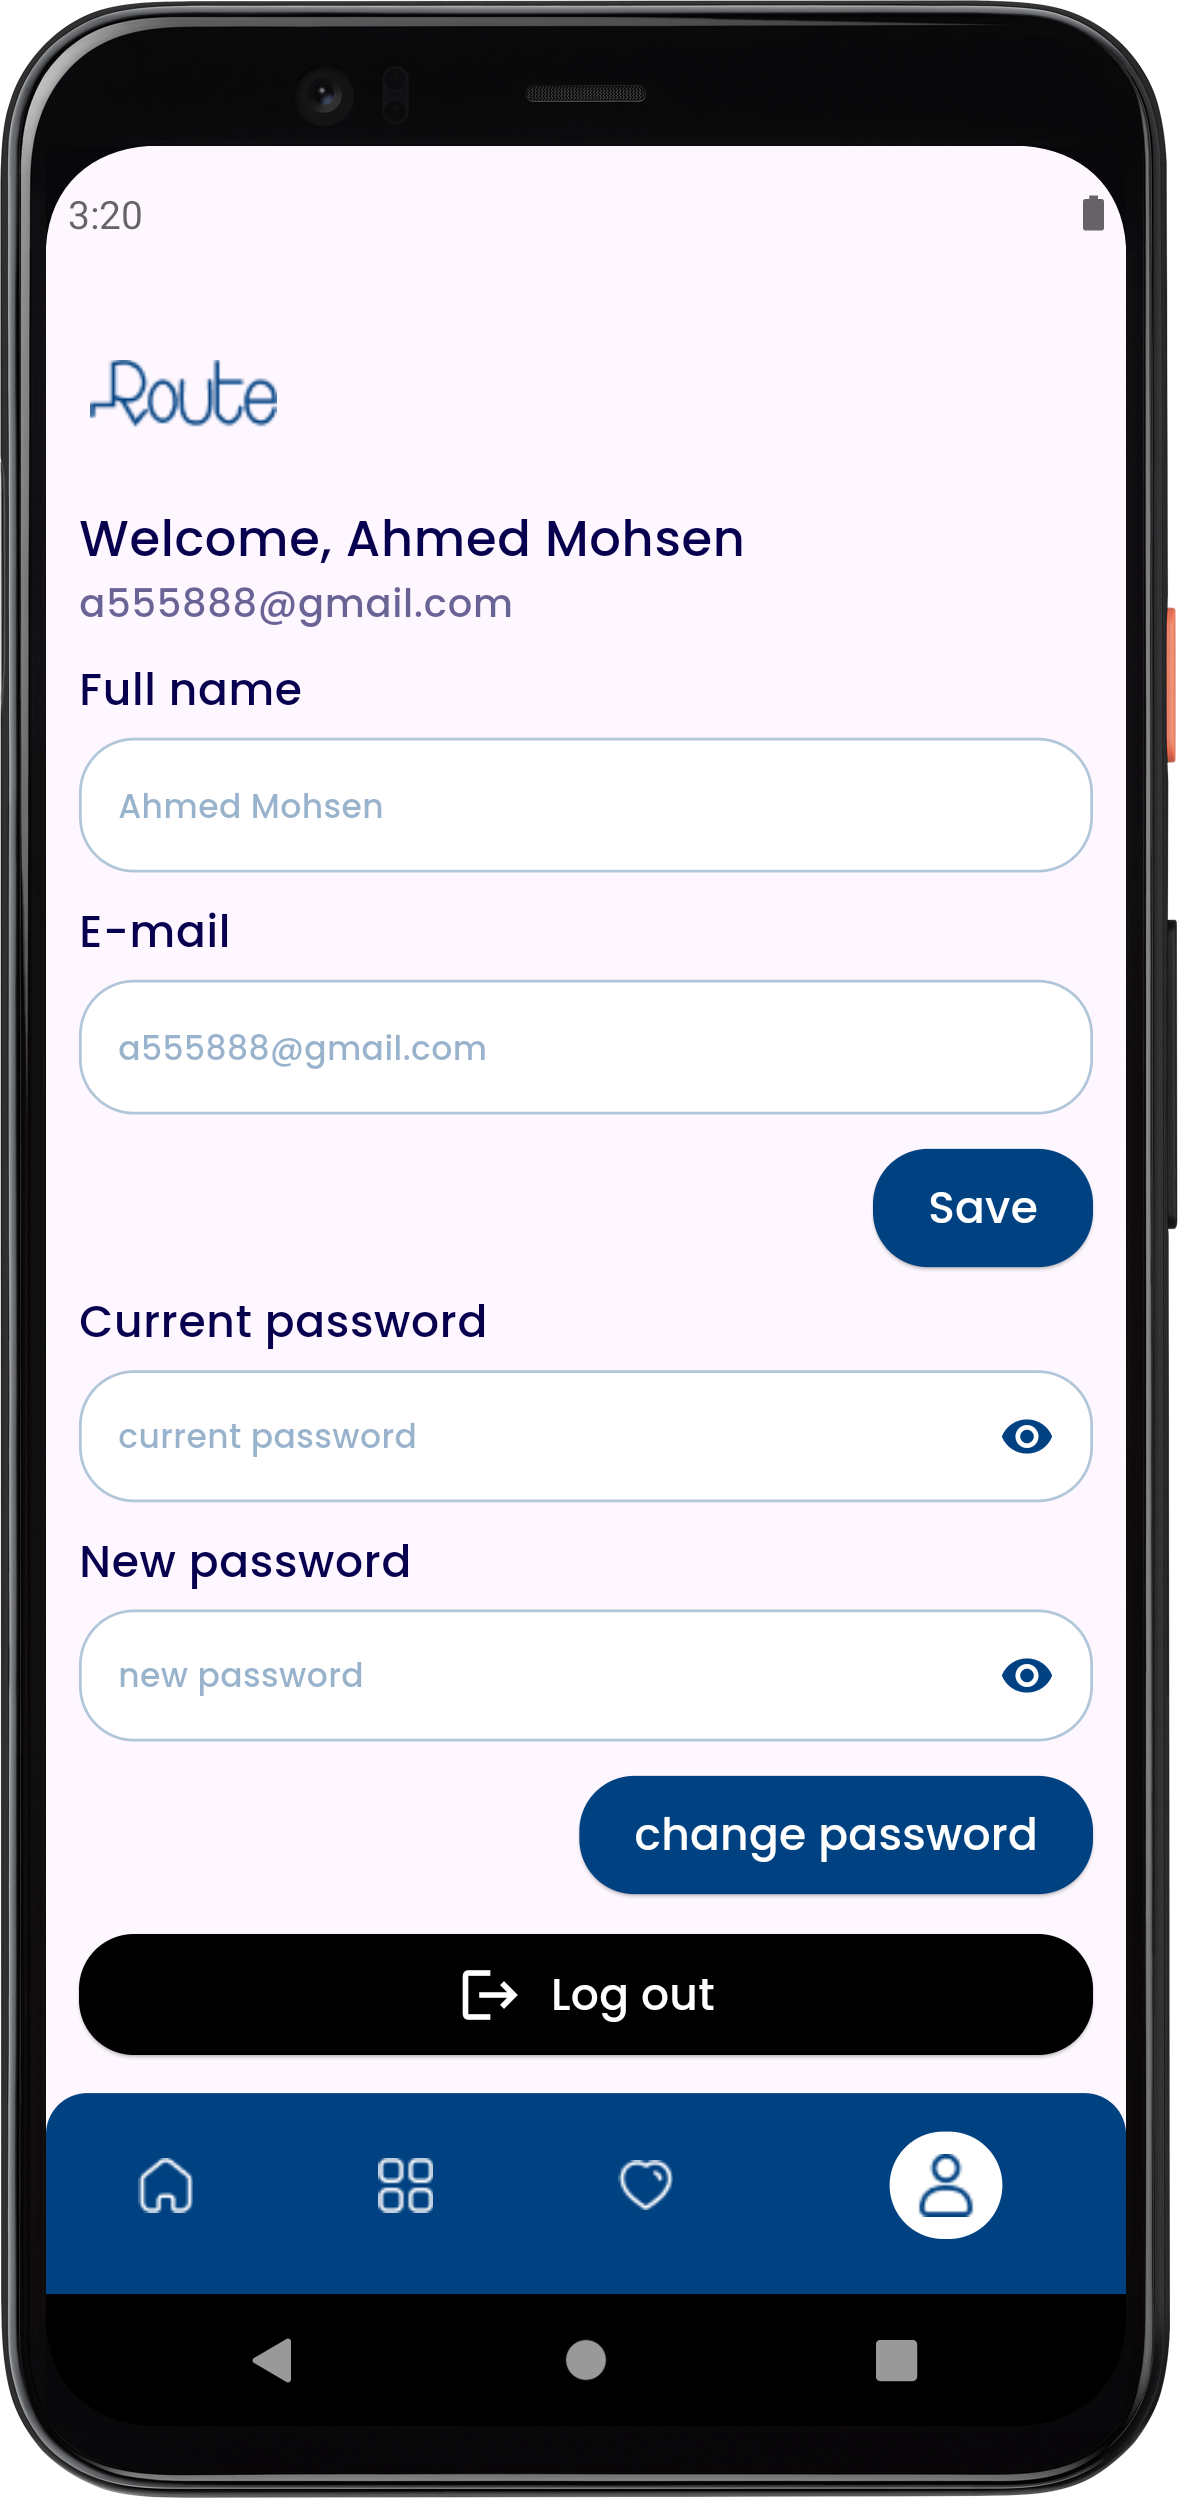 3:20
Route
Welcome, Ahmed Mohsen
a555888@gmail.com
Full name
Ahmed Mohsen
E-mail
a555888@gmail.com
Save
Current password
current password
New password
new password
change password
Log out